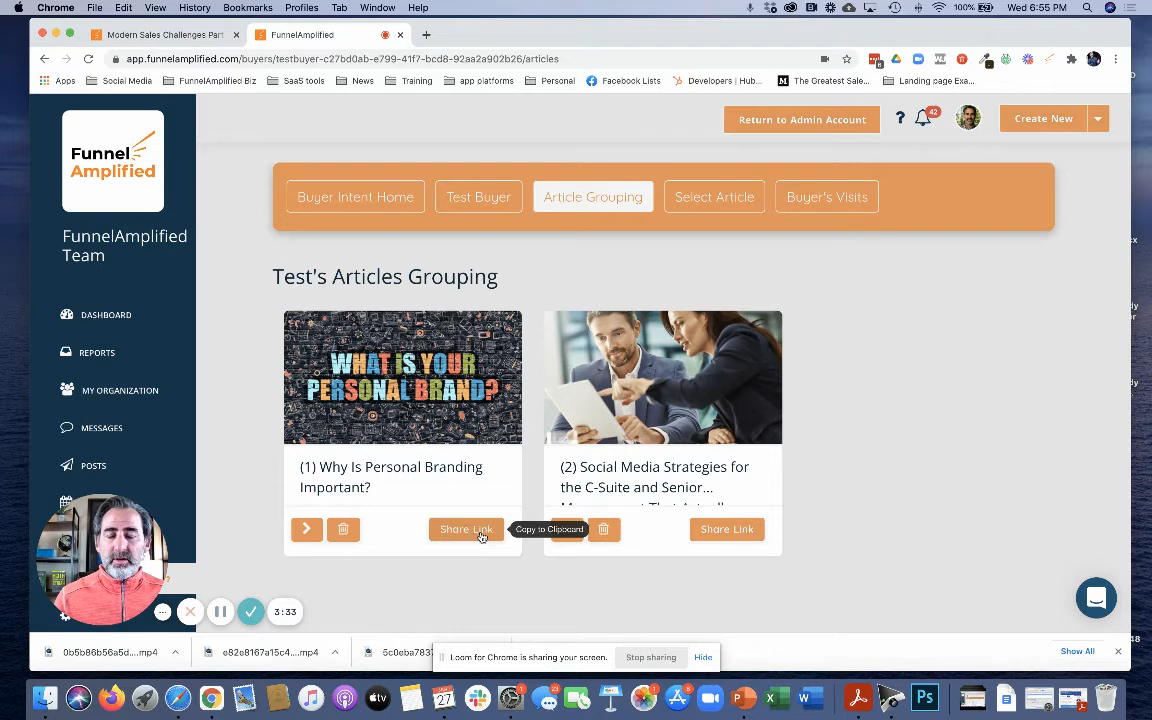 Chrome File Edit View History Bookmarks Profiles Tab Window Help
100% Wed 6:55 PM
Modern Sales Challenges Part
FunnelAmplified
app.funnelamplified.com/buyers/testbuyer-c27bd0ab-e799-41f7-bcd8-92aa2a902b26/articles
Apps Social Media FunnelAmplified Biz SaaS tools News Training app platforms Personal Facebook Lists Developers | Hub... The Greatest Sale... Landing page Exa...
Funnel
Amplified
FunnelAmplified
Team
DASHBOARD
REPORTS
MY ORGANIZATION
MESSAGES
POSTS
Return to Admin Account
?
42
Create New
Buyer Intent Home
Test Buyer
Article Grouping
Select Article
Buyer's Visits
Test's Articles Grouping
WHAT IS YOUR
PERSONAL BRAND?
(1) Why Is Personal Branding
Important?
Share Link
Copy to Clipboard
(2) Social Media Strategies for
the C-Suite and Senior...
Share Link
3:33
0b5b86b56a5d....mp4
e82e8167a15c4....mp4
Loom for Chrome is sharing your screen.
Stop sharing
Hide
Show All
27
Ps